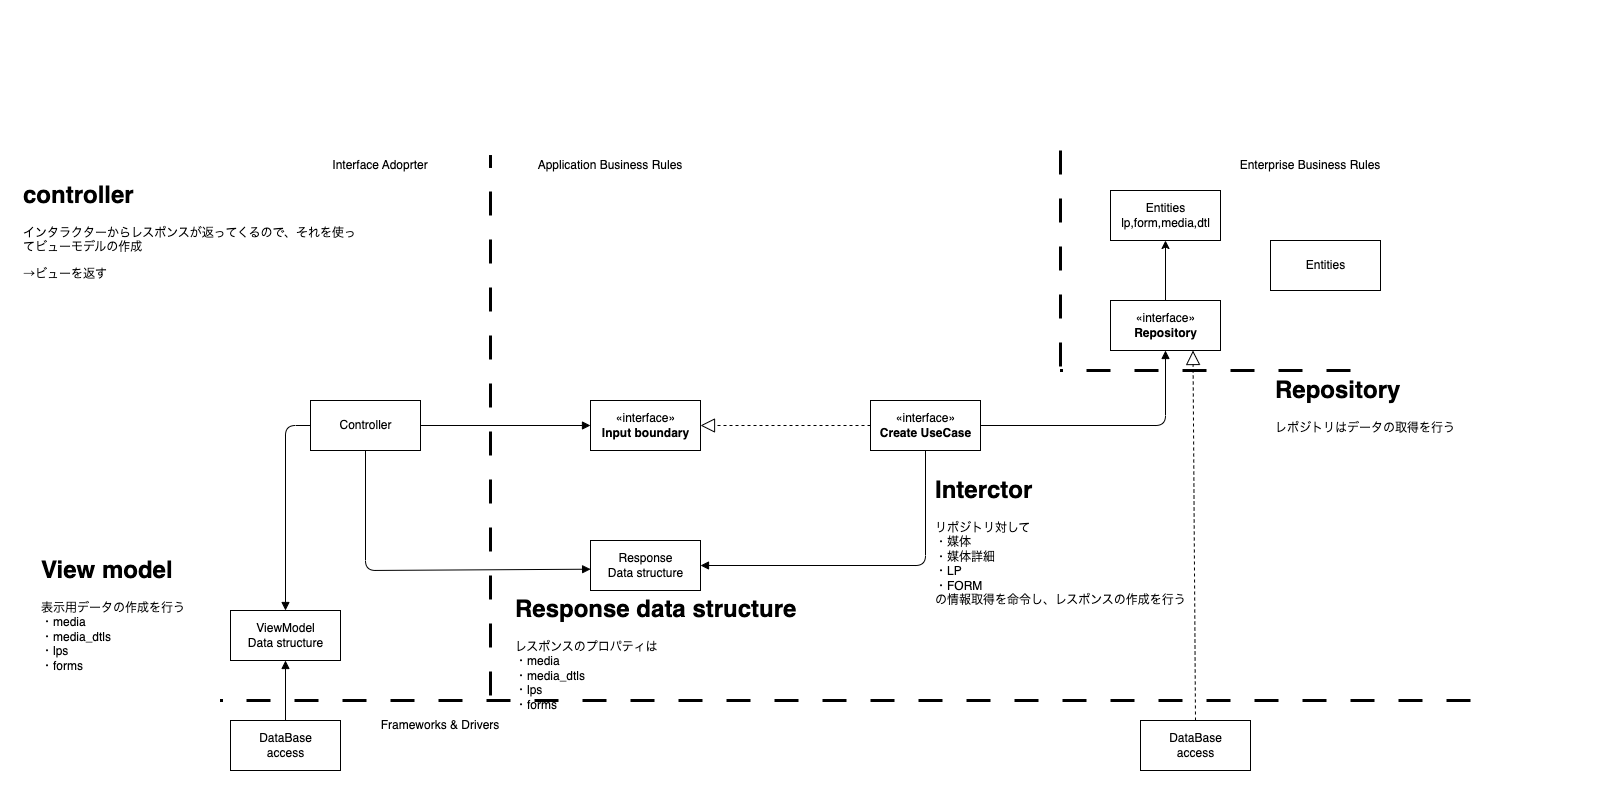 Interface Adoprter
Application Business Rules
Enterprise Business Rules
controller
インタラクターからレスポンスが返ってくるので、それを使っ
てビューモデルの作成
→ビューを返す
Entities
lp,form,media,dtl
Entities
«interface»
Repository
Repository
レポジトリはデータの取得を行う
Controller
«interface»
Input boundary
«interface»
Create UseCase
Interctor
リポジトリ対して
・媒体
・媒体詳細
・LP
・FORM
の情報取得を命令し、レスポンスの作成を行う
Response
Data structure
Response data structure
レスポンスのプロパティは
・media
・media_dtls
・lps
・forms
View model
表示用データの作成を行う
・media
・media_dtls
・lps
・forms
ViewModel
Data structure
Frameworks & Drivers
DataBase
access
DataBase
access